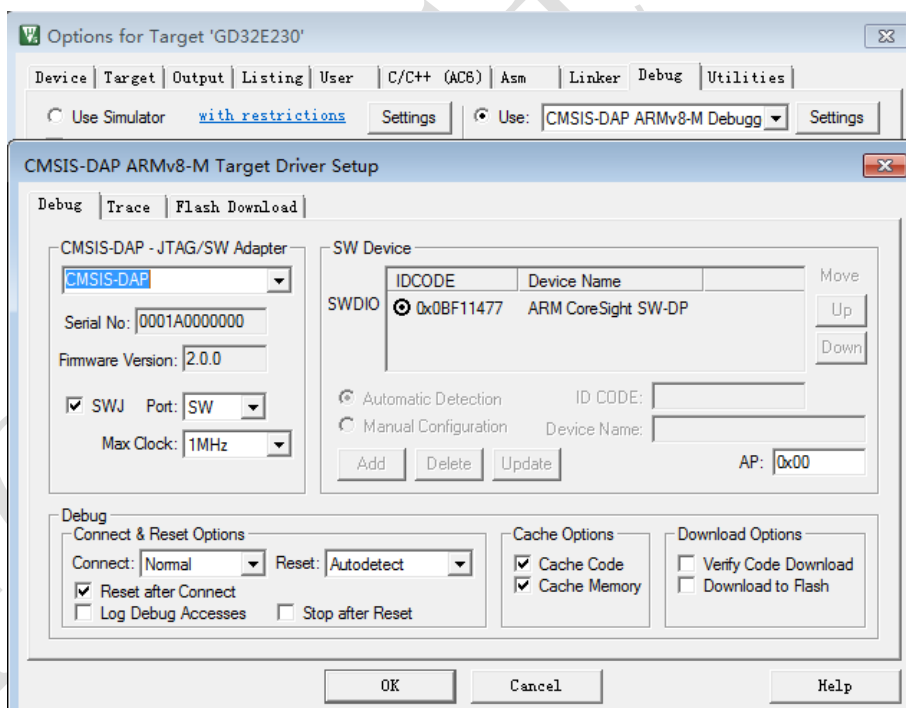 Options for Target 'GD32E230'
Device Target Output Listing User C/C++ (AC6) Asm Linker Debug Utilities
Use Simulator with restrictions Settings Use: CMSIS-DAP ARMv8-M Debugg Settings
CMSIS-DAP ARMv8-M Target Driver Setup
Debug Trace Flash Download
CMSIS-DAP - JTAG/SW Adapter
CMSIS-DAP
Serial No: 0001A0000000
Firmware Version: 2.0.0
SWJ Port: SW
Max Clock: 1MHz
SW Device
IDCODE Device Name
SWDIO 0x0BF11477 ARM CoreSight SW-DP
Move
Up
Down
Automatic Detection ID CODE:
Manual Configuration Device Name:
Add Delete Update AP: 0x00
Debug
Connect & Reset Options
Connect: Normal Reset: Autodetect
Reset after Connect
Log Debug Accesses Stop after Reset
Cache Options
Cache Code
Cache Memory
Download Options
Verify Code Download
Download to Flash
OK Cancel Help